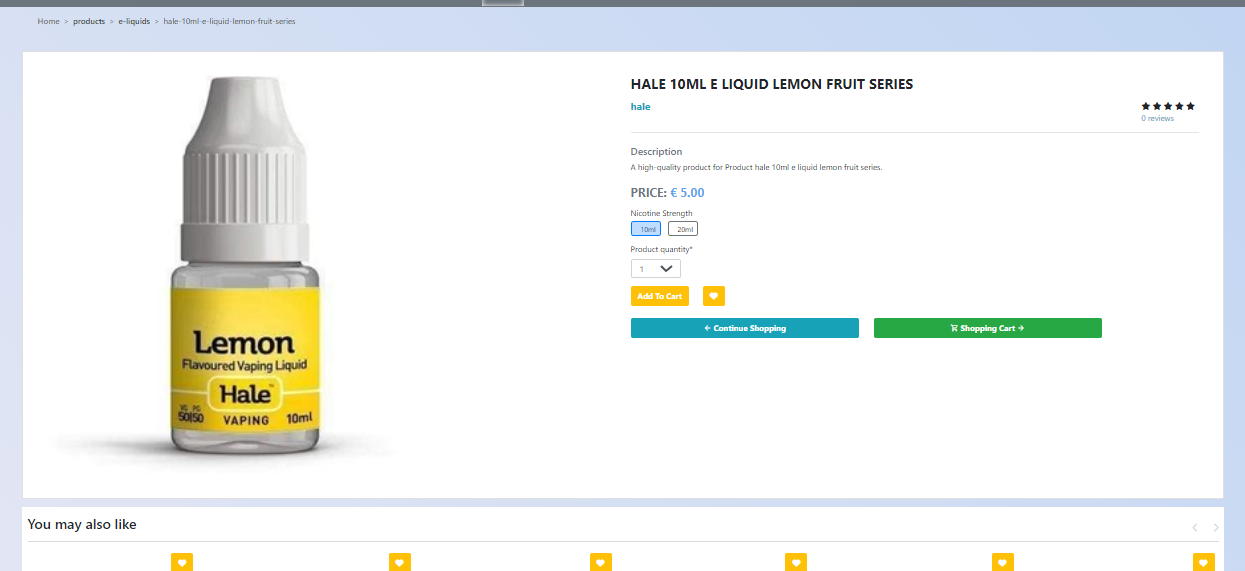 Home > products > e-liquids > hale-10ml-e-liquid-lemon-fruit-series
HALE 10ML E LIQUID LEMON FRUIT SERIES
hale
0 reviews
Description
A high-quality product for Product hale 10ml e liquid lemon fruit series.
PRICE: € 5.00
Nicotine Strength
10ml 20ml
Product quantity*
1
Add To Cart
← Continue Shopping
Shopping Cart →
Lemon
Flavoured Vaping Liquid
Hale™
VG PG
50|50 VAPING 10ml
You may also like